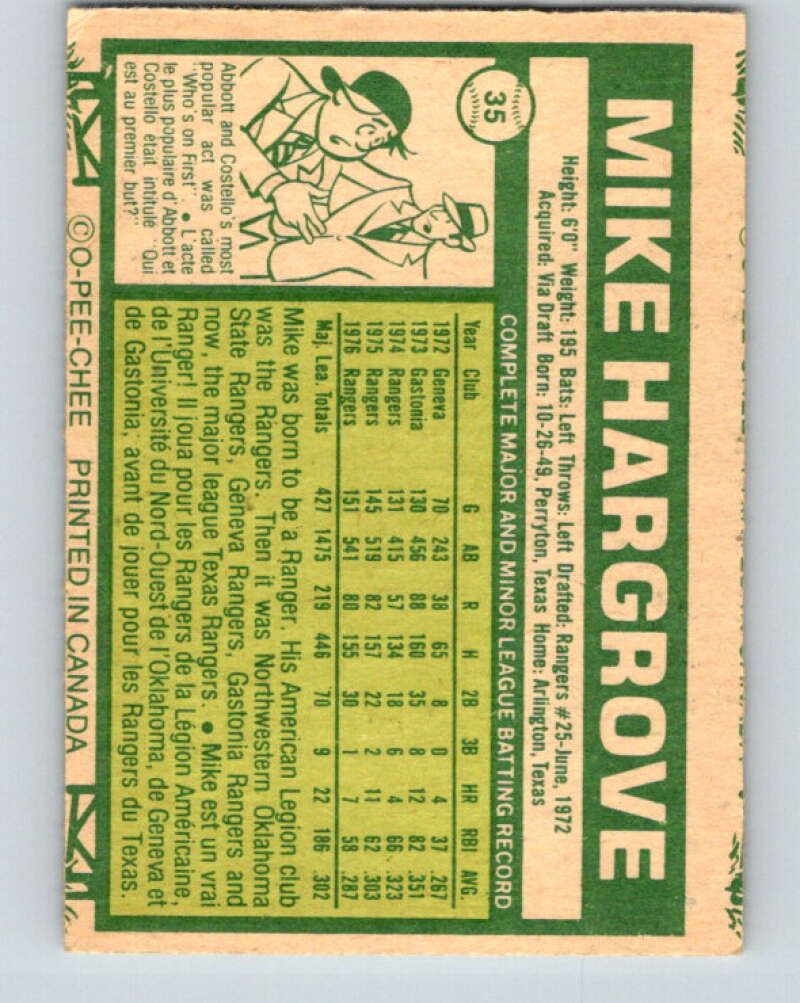 35
MIKE HARGROVE
Height: 6'0" Weight: 195 Bats: Left Throws: Left Drafted: Rangers #25-June, 1972
Acquired: Via Draft Born: 10-26-49, Perryton, Texas Home: Arlington, Texas
COMPLETE MAJOR AND MINOR LEAGUE BATTING RECORD
Year Club G AB R H 2B 3B HR RBI AVG.
1972 Geneva 70 243 38 65 8 0 4 37 .267
1973 Gastonia 130 456 88 160 35 8 12 82 .351
1974 Rangers 131 415 57 134 18 6 4 66 .323
1975 Rangers 145 519 82 157 22 2 11 62 .303
1976 Rangers 151 541 80 155 30 1 7 58 .287
Maj. Lea. Totals 427 1475 219 446 70 9 22 186 .302
Mike was born to be a Ranger. His American Legion club
was the Rangers. Then it was Northwestern Oklahoma
State Rangers, Geneva Rangers, Gastonia Rangers and
now, the major league Texas Rangers. ● Mike est un vrai
Ranger! Il joua pour les Rangers de la Légion Américaine,
de l'Université du Nord-Ouest de l'Oklahoma, de Geneva et
de Gastonia, avant de jouer pour les Rangers du Texas.
Abbott and Costello's most
popular act was called
"Who's on First". ● L'acte
le plus populaire d'Abbott et
Costello était intitulé "Qui
est au premier but?"
©O-PEE-CHEE PRINTED IN CANADA